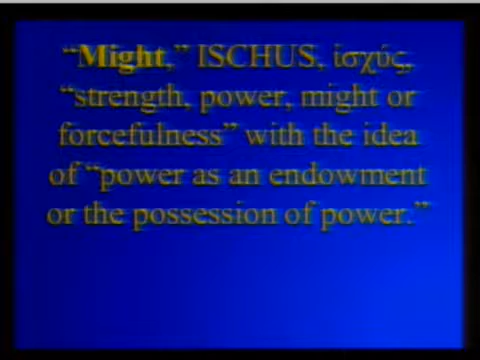 “Might,” ISCHUS, ἰσχύς,
“strength, power, might or
forcefulness” with the idea
of “power as an endowment
or the possession of power.”